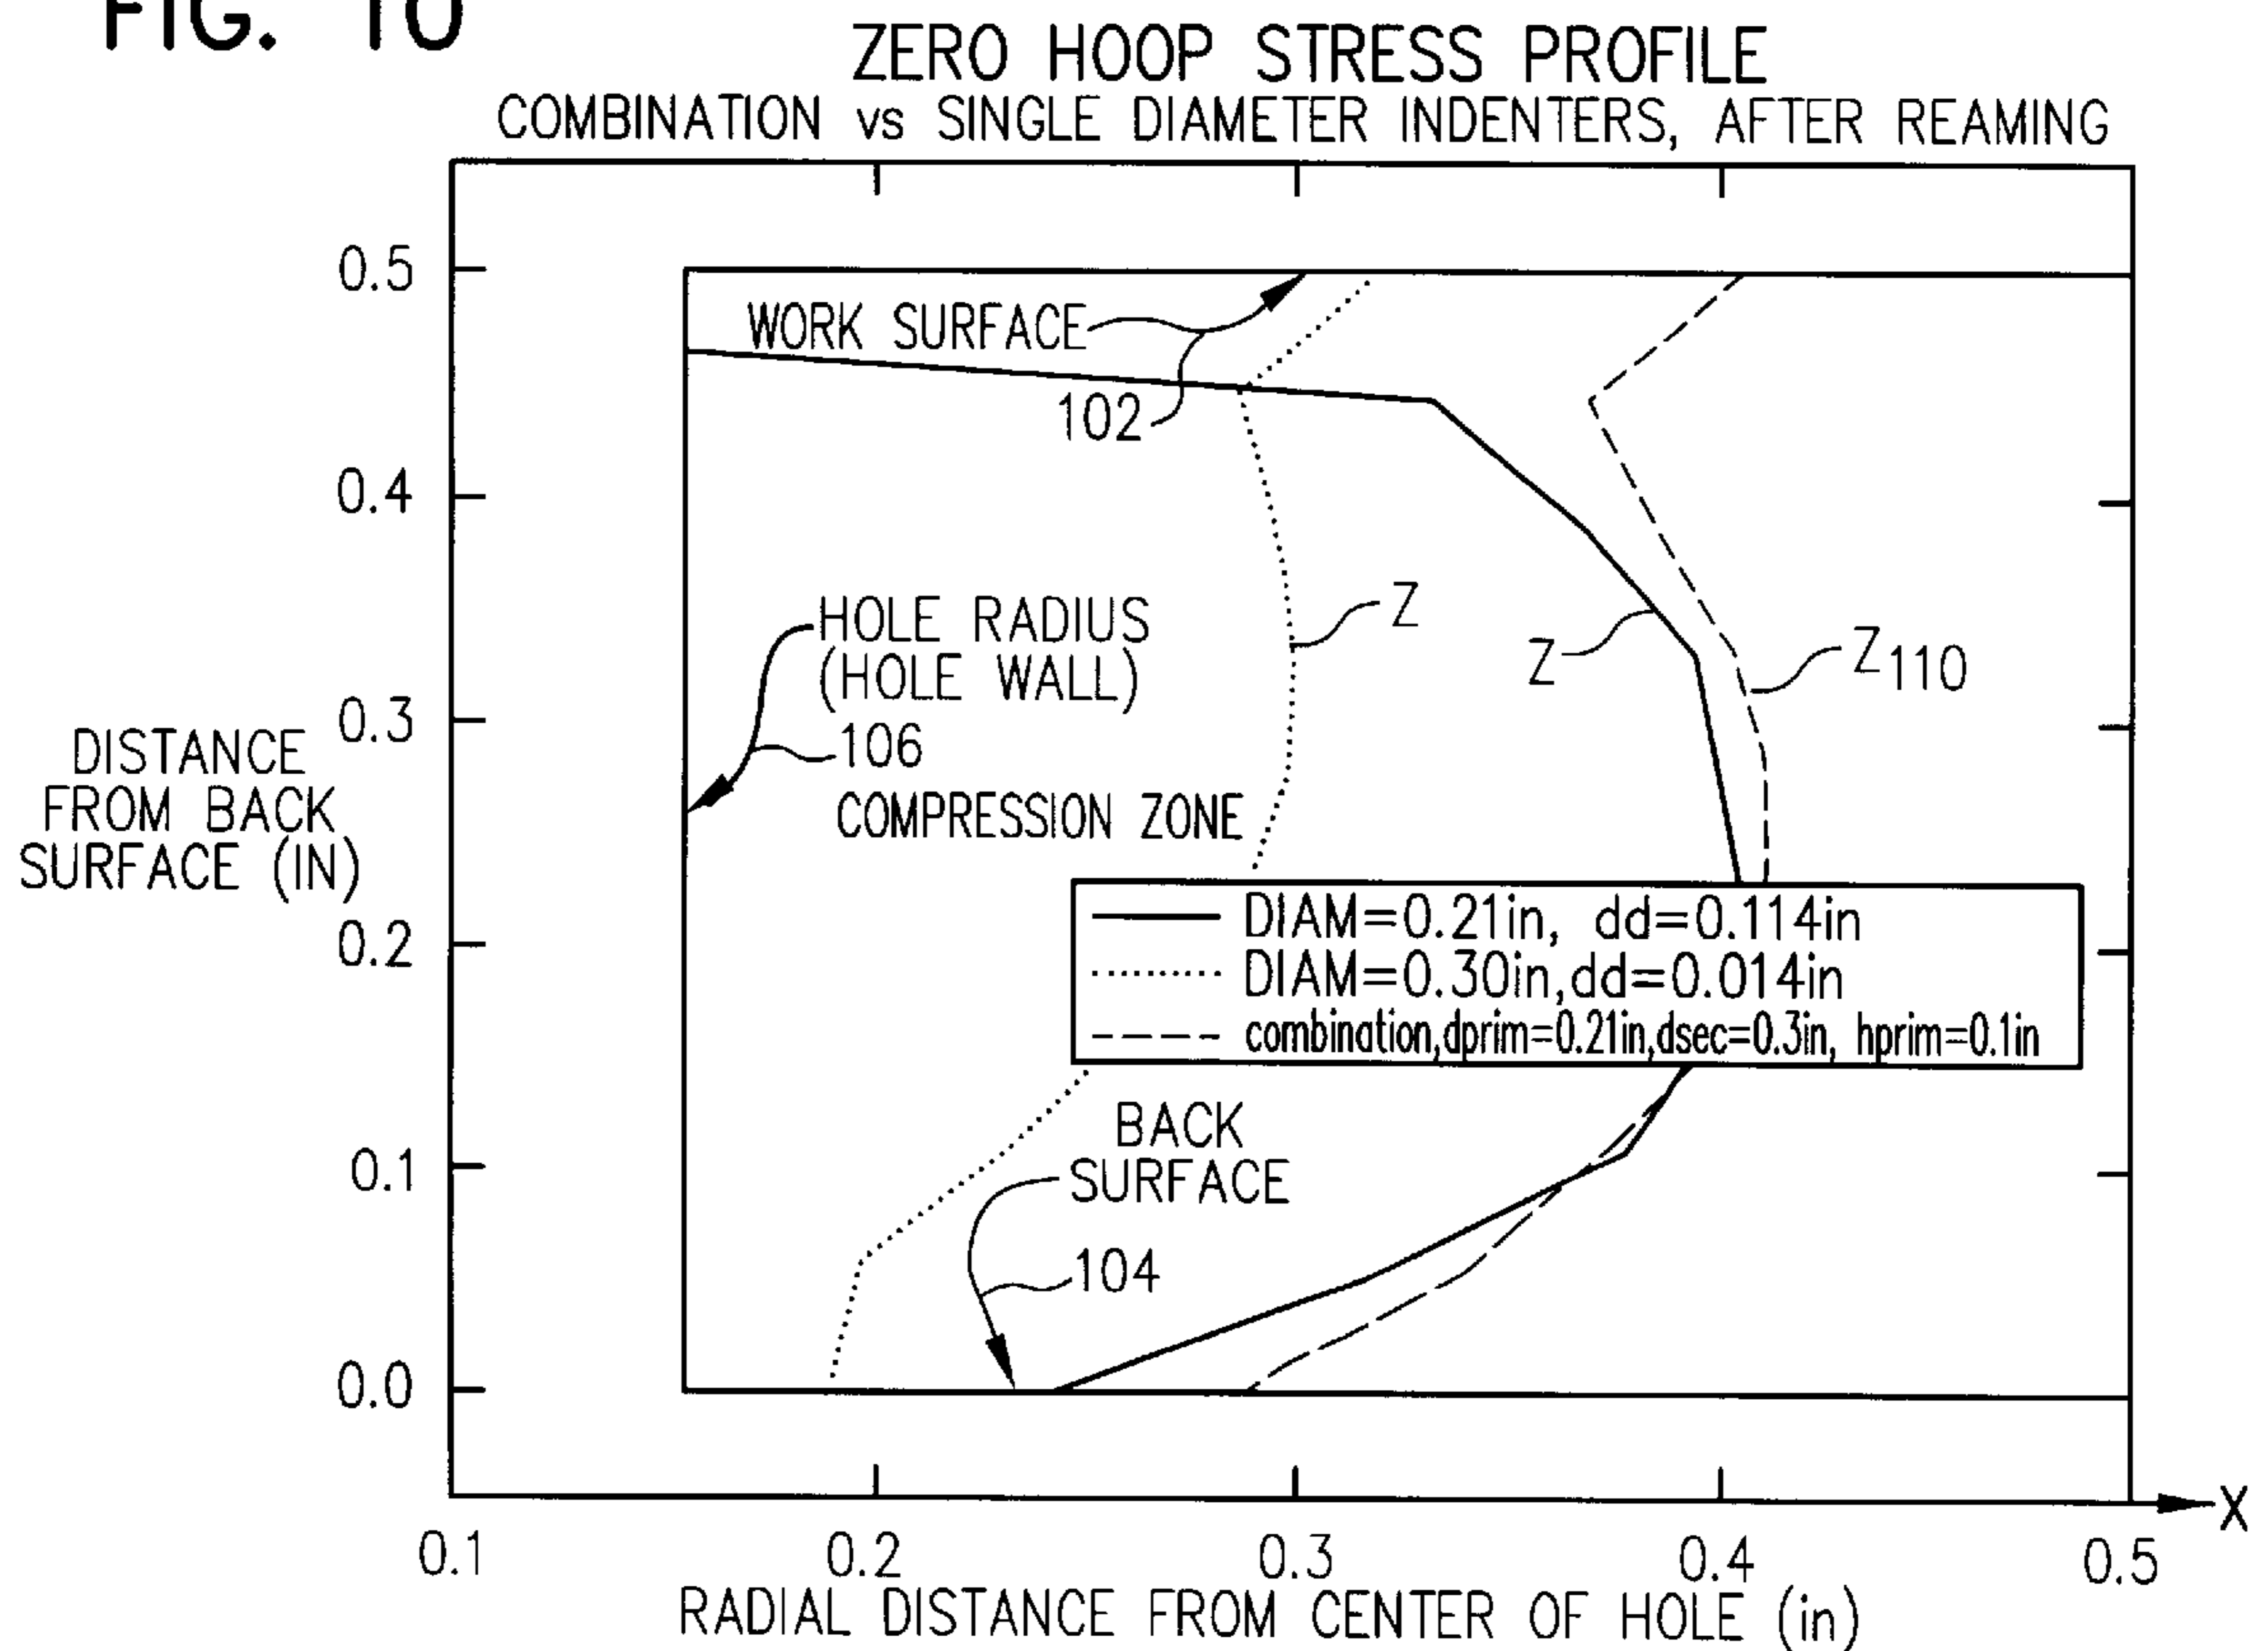 FIG. 10
ZERO HOOP STRESS PROFILE
COMBINATION vs SINGLE DIAMETER INDENTERS, AFTER REAMING
0.5
WORK SURFACE
102
0.4
Z
Z
Z110
HOLE RADIUS
(HOLE WALL)
106
0.3
DISTANCE
FROM BACK
SURFACE (IN)
COMPRESSION ZONE
DIAM=0.21in, dd=0.114in
DIAM=0.30in,dd=0.014in
combination,dprim=0.21in,dsec=0.3in, hprim=0.1in
0.2
BACK
SURFACE
0.1
104
0.0
X
0.1 0.2 0.3 0.4 0.5
RADIAL DISTANCE FROM CENTER OF HOLE (in)